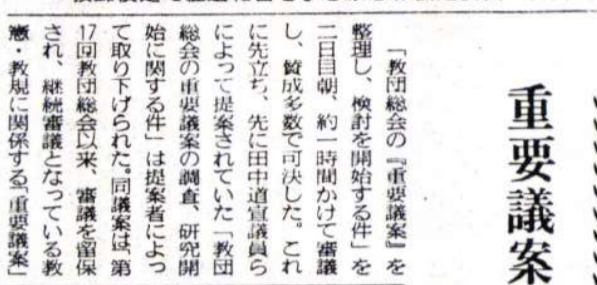 重要議案
「教団総会の『重要議案』を
整理し、検討を開始する件」を
二日目朝、約一時間かけて審議
し、賛成多数で可決した。これ
に先立ち、先に田中道宣議員ら
によって提案されていた「教団
総会の重要議案の調査、研究開
始に関する件」は提案者によっ
て取り下げられた。同議案は、「第
17回教団総会以来、審議を留保
され、継続審議となっている教
憲・教規に関係する「重要議案」